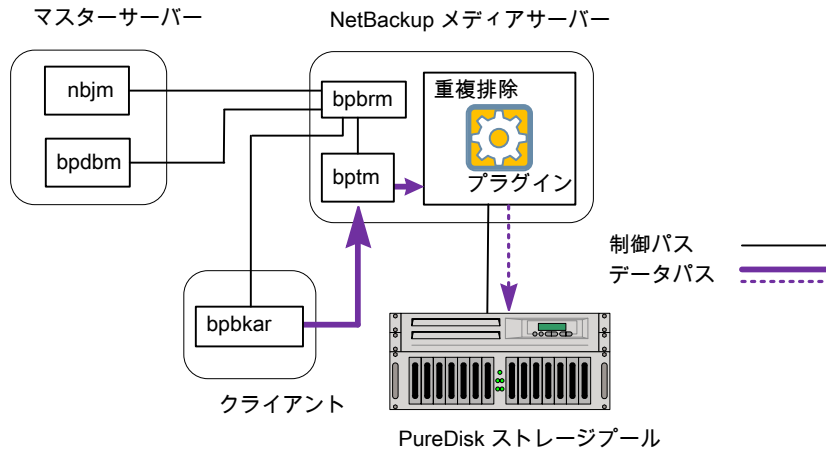 マスターサーバー
NetBackup メディアサーバー
nbjm
bpdbm
bpbrm
bptm
重複排除
プラグイン
制御パス
データパス
bpbkar
クライアント
PureDisk ストレージプール